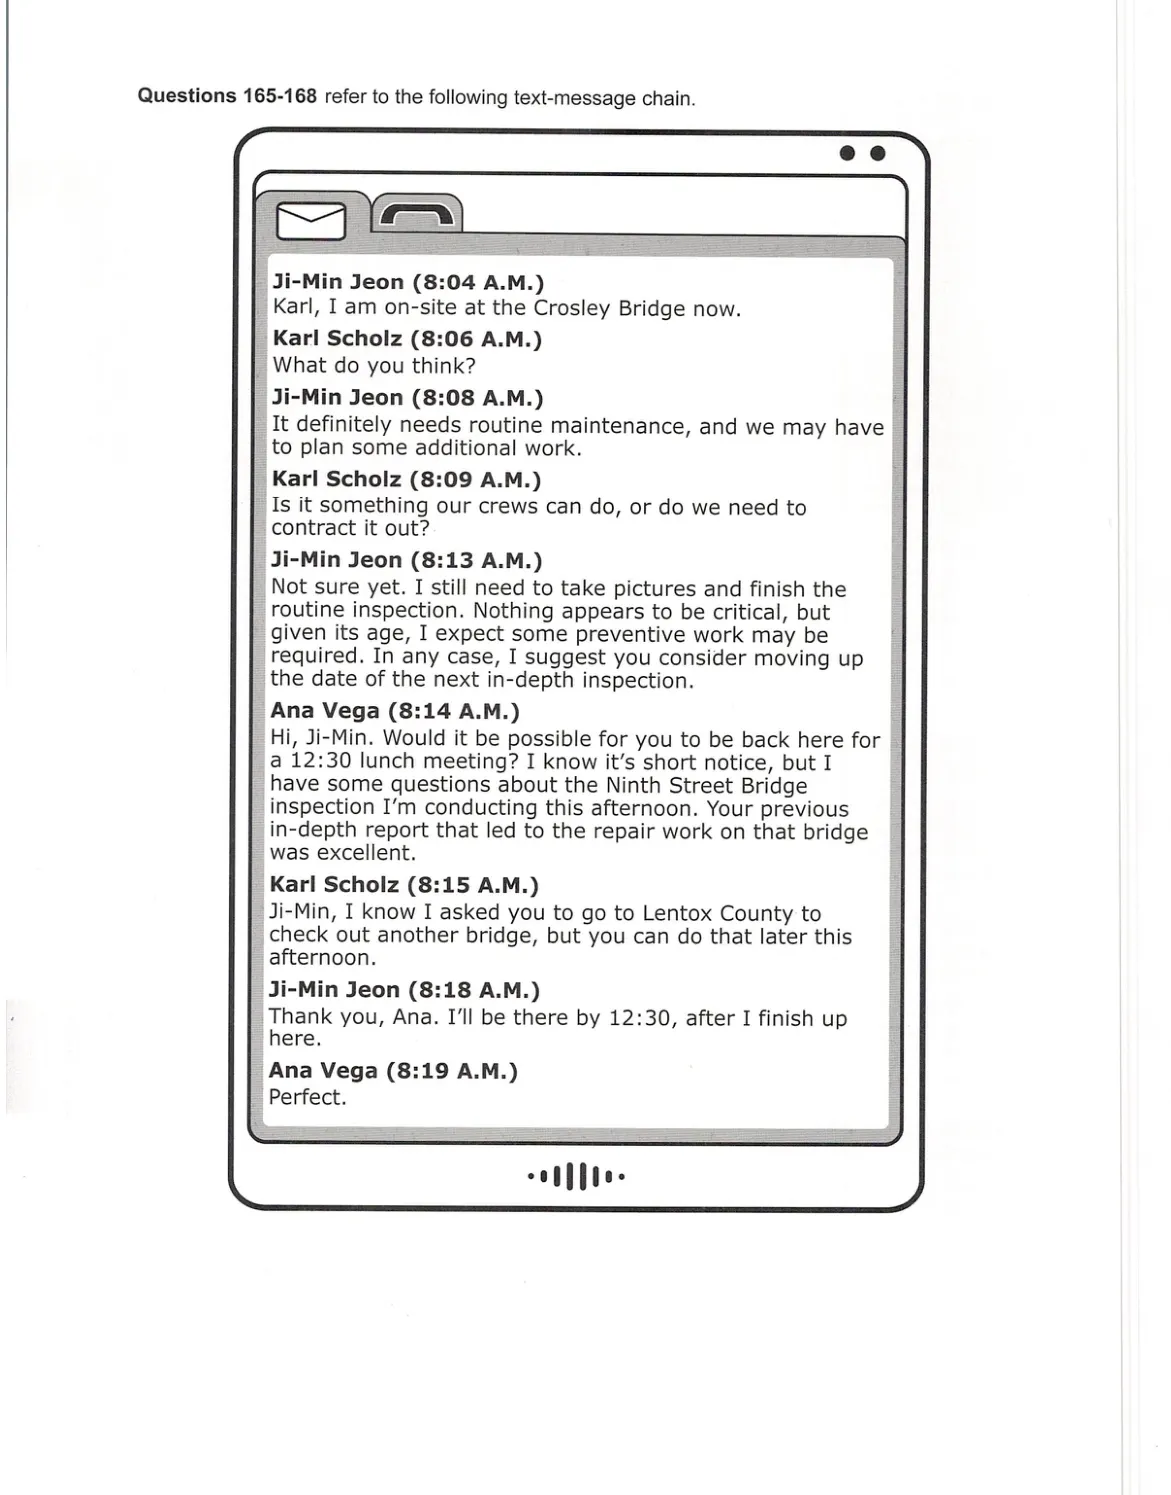 Questions 165-168 refer to the following text-message chain.
Ji-Min Jeon (8:04 A.M.)
Karl, I am on-site at the Crosley Bridge now.
Karl Scholz (8:06 A.M.)
What do you think?
Ji-Min Jeon (8:08 A.M.)
It definitely needs routine maintenance, and we may have
to plan some additional work.
Karl Scholz (8:09 A.M.)
Is it something our crews can do, or do we need to
contract it out?
Ji-Min Jeon (8:13 A.M.)
Not sure yet. I still need to take pictures and finish the
routine inspection. Nothing appears to be critical, but
given its age, I expect some preventive work may be
required. In any case, I suggest you consider moving up
the date of the next in-depth inspection.
Ana Vega (8:14 A.M.)
Hi, Ji-Min. Would it be possible for you to be back here for
a 12:30 lunch meeting? I know it's short notice, but I
have some questions about the Ninth Street Bridge
inspection I'm conducting this afternoon. Your previous
in-depth report that led to the repair work on that bridge
was excellent.
Karl Scholz (8:15 A.M.)
Ji-Min, I know I asked you to go to Lentox County to
check out another bridge, but you can do that later this
afternoon.
Ji-Min Jeon (8:18 A.M.)
Thank you, Ana. I'll be there by 12:30, after I finish up
here.
Ana Vega (8:19 A.M.)
Perfect.